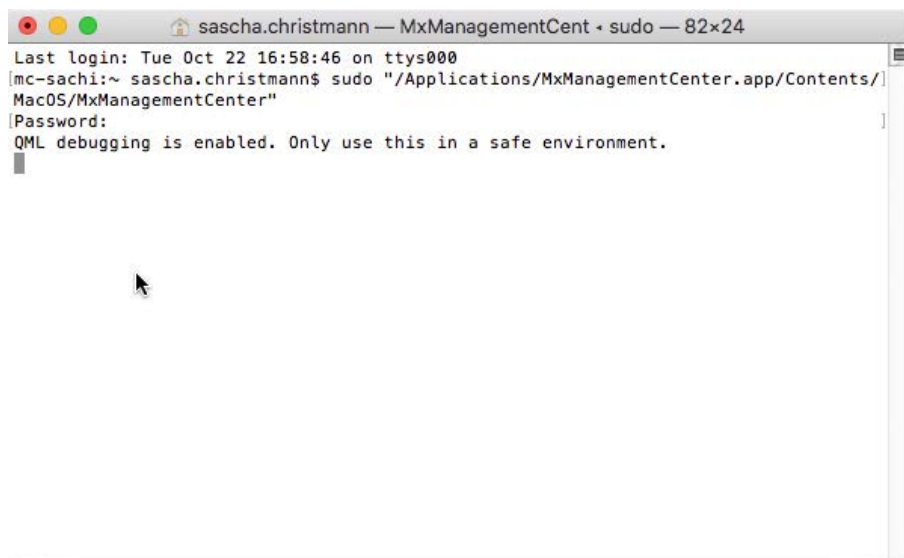 sascha.christmann — MxManagementCent ◂ sudo — 82×24
Last login: Tue Oct 22 16:58:46 on ttys000
[mc-sachi:~ sascha.christmann$ sudo "/Applications/MxManagementCenter.app/Contents/]
MacOS/MxManagementCenter"
[Password: ]
QML debugging is enabled. Only use this in a safe environment.